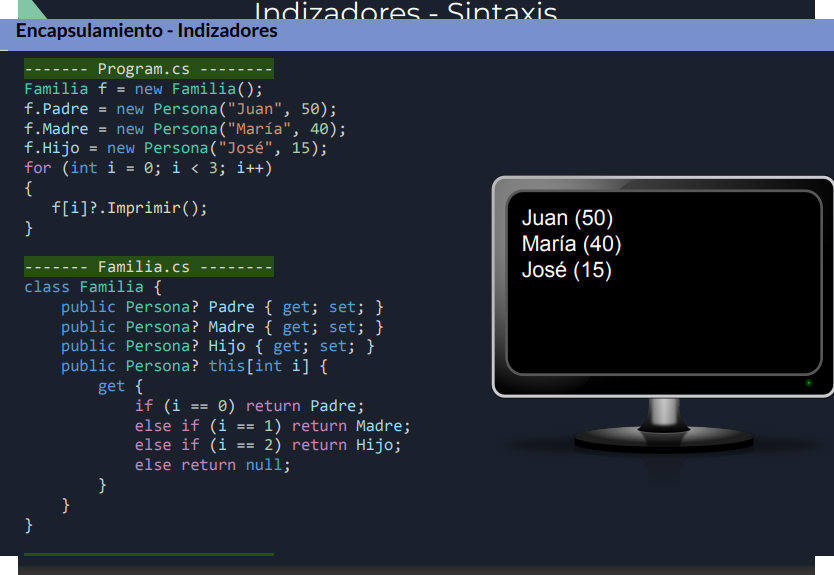 Indizadores - Sintaxis
Encapsulamiento - Indizadores
------- Program.cs --------
Familia f = new Familia();
f.Padre = new Persona("Juan", 50);
f.Madre = new Persona("María", 40);
f.Hijo = new Persona("José", 15);
for (int i = 0; i < 3; i++)
{
   f[i]?.Imprimir();
}
------- Familia.cs --------
class Familia {
    public Persona? Padre { get; set; }
    public Persona? Madre { get; set; }
    public Persona? Hijo { get; set; }
    public Persona? this[int i] {
        get {
            if (i == 0) return Padre;
            else if (i == 1) return Madre;
            else if (i == 2) return Hijo;
            else return null;
        }
    }
}
Juan (50)
María (40)
José (15)